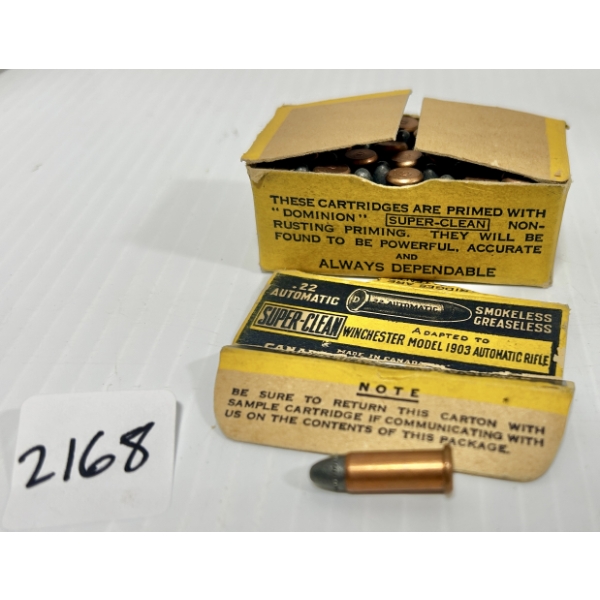 THESE CARTRIDGES ARE PRIMED WITH
"DOMINION" SUPER-CLEAN NON-
RUSTING PRIMING. THEY WILL BE
FOUND TO BE POWERFUL, ACCURATE
AND
ALWAYS DEPENDABLE
.22
AUTOMATIC
D .22 AUTOMATIC
SMOKELESS
GREASELESS
SUPER-CLEAN
ADAPTED TO
WINCHESTER MODEL 1903 AUTOMATIC RIFLE
MADE IN CANADA
NOTE
BE SURE TO RETURN THIS CARTON WITH
SAMPLE CARTRIDGE IF COMMUNICATING WITH
US ON THE CONTENTS OF THIS PACKAGE.
2168